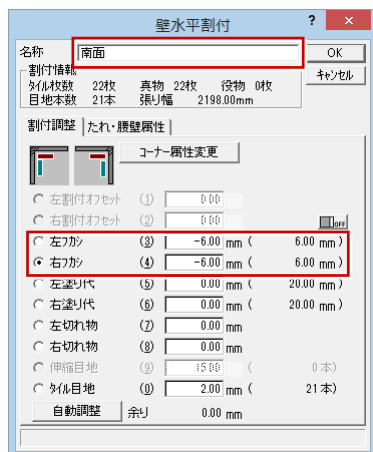 壁水平割付 ? ×
名称 南面 OK
割付情報 キャンセル
タイル枚数 22枚 真物 22枚 役物 0枚
目地本数 21本 張り幅 2198.00mm
割付調整 たれ・腰壁属性
コーナー属性変更
左割付オフセット (1) 0.00
右割付オフセット (2) 0.00 OFF
左フカシ (3) -6.00 mm ( 6.00 mm )
右フカシ (4) -6.00 mm ( 6.00 mm )
左塗り代 (5) 0.00 mm ( 20.00 mm )
右塗り代 (6) 0.00 mm ( 20.00 mm )
左切れ物 (7) 0.00 mm
右切れ物 (8) 0.00 mm
伸縮目地 (9) 15.00 ( 0 本)
タイル目地 (0) 2.00 mm ( 21 本)
自動調整 余り 0.00 mm